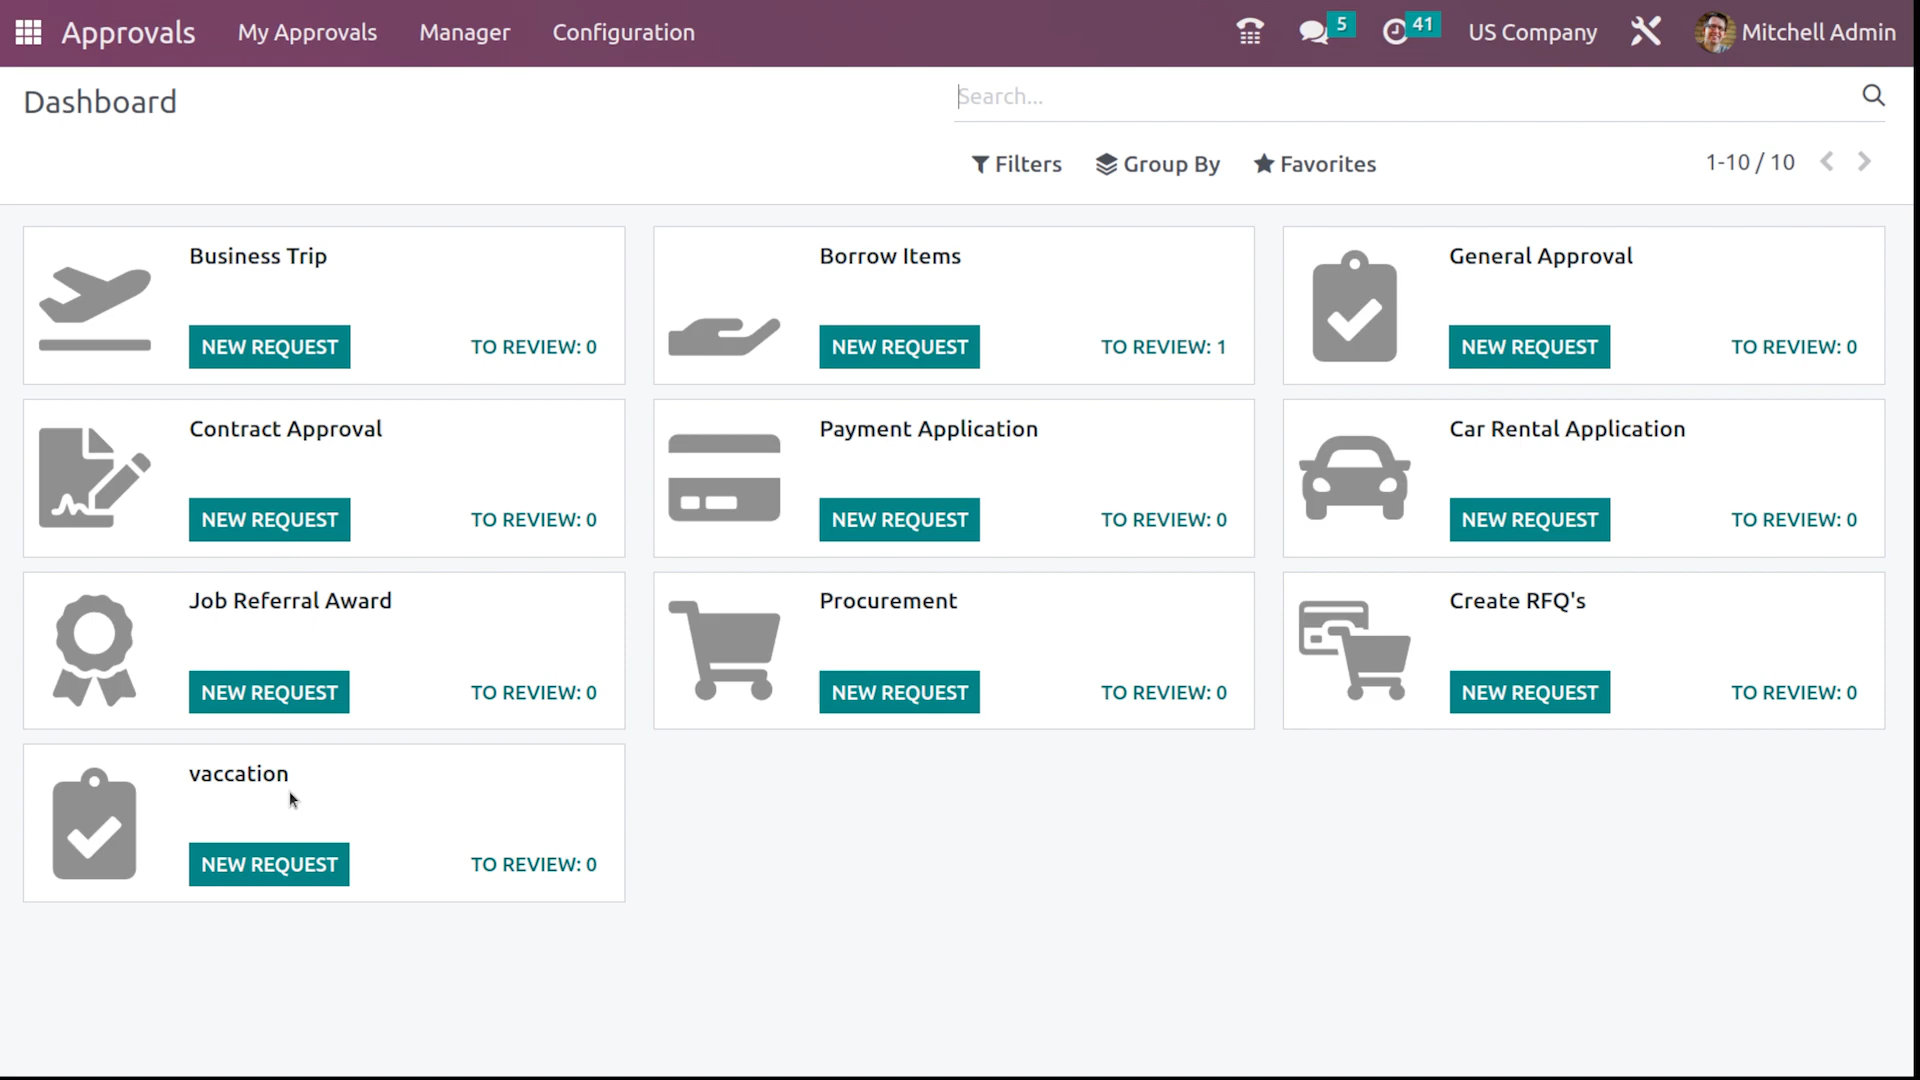 Approvals My Approvals Manager Configuration 5 41 US Company Mitchell Admin
Dashboard Search...
Filters Group By Favorites 1-10 / 10
Business Trip
NEW REQUEST TO REVIEW: 0
Borrow Items
NEW REQUEST TO REVIEW: 1
General Approval
NEW REQUEST TO REVIEW: 0
Contract Approval
NEW REQUEST TO REVIEW: 0
Payment Application
NEW REQUEST TO REVIEW: 0
Car Rental Application
NEW REQUEST TO REVIEW: 0
Job Referral Award
NEW REQUEST TO REVIEW: 0
Procurement
NEW REQUEST TO REVIEW: 0
Create RFQ's
NEW REQUEST TO REVIEW: 0
vaccation
NEW REQUEST TO REVIEW: 0